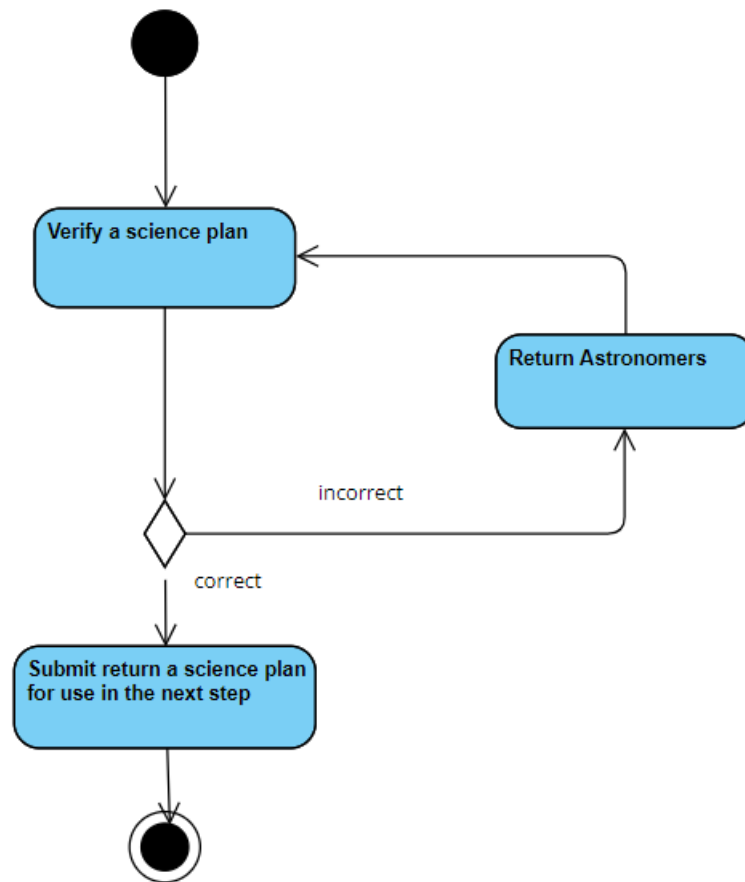 Verify a science plan
Return Astronomers
incorrect
correct
Submit return a science plan
for use in the next step